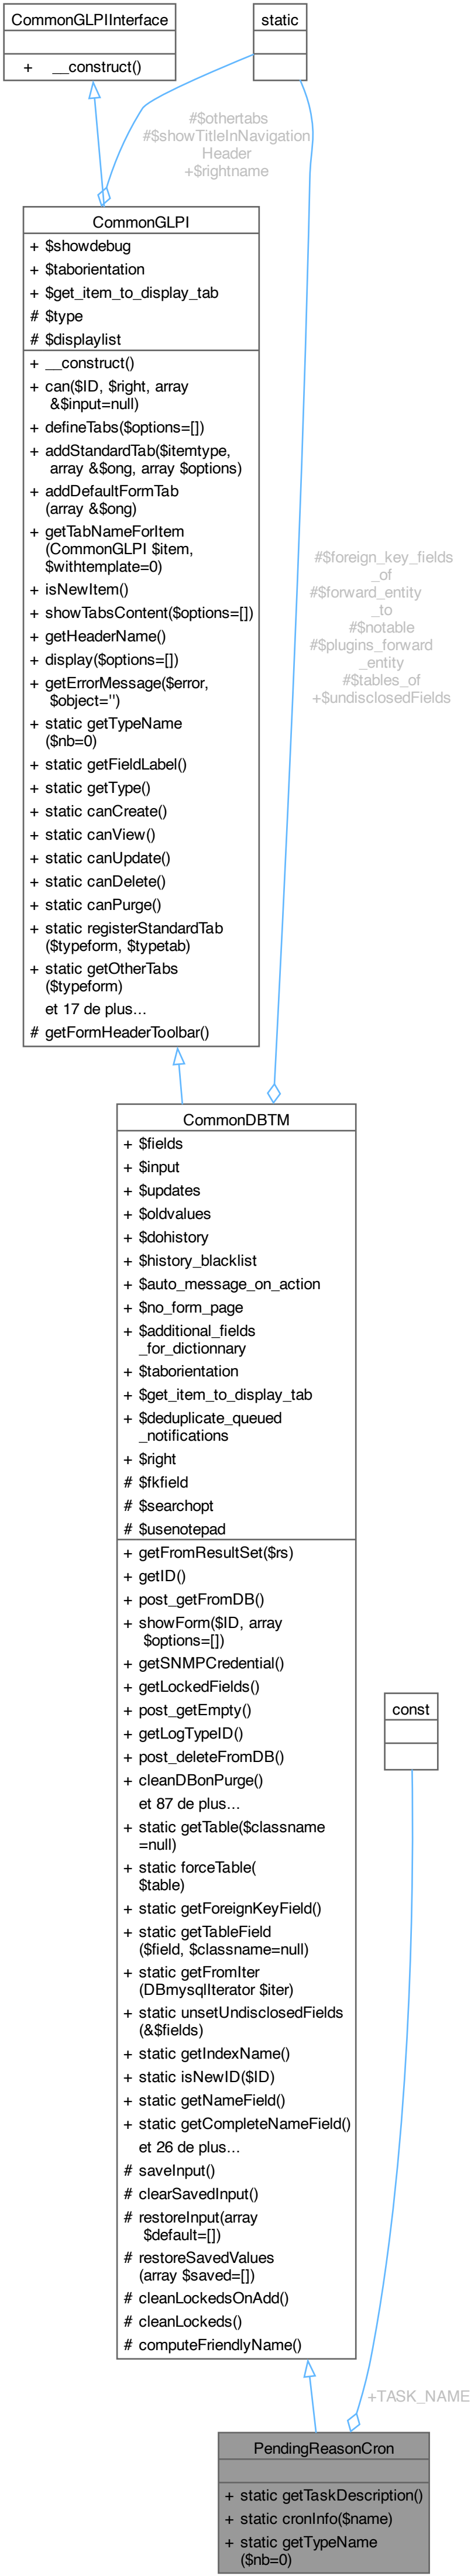 CommonGLPIInterface
+ __construct()
static
#$othertabs
#$showTitleInNavigation
Header
+$rightname
CommonGLPI
+ $showdebug
+ $taborientation
+ $get_item_to_display_tab
# $type
# $displaylist
+ __construct()
+ can($ID, $right, array
&$input=null)
+ defineTabs($options=[])
+ addStandardTab($itemtype,
array &$ong, array $options)
+ addDefaultFormTab
(array &$ong)
+ getTabNameForItem
(CommonGLPI $item,
$withtemplate=0)
+ isNewItem()
+ showTabsContent($options=[])
+ getHeaderName()
+ display($options=[])
+ getErrorMessage($error,
$object='')
+ static getTypeName
($nb=0)
+ static getFieldLabel()
+ static getType()
+ static canCreate()
+ static canView()
+ static canUpdate()
+ static canDelete()
+ static canPurge()
+ static registerStandardTab
($typeform, $typetab)
+ static getOtherTabs
($typeform)
et 17 de plus...
# getFormHeaderToolbar()
#$foreign_key_fields
_of
#$forward_entity
_to
#$notable
#$plugins_forward
_entity
#$tables_of
+$undisclosedFields
CommonDBTM
+ $fields
+ $input
+ $updates
+ $oldvalues
+ $dohistory
+ $history_blacklist
+ $auto_message_on_action
+ $no_form_page
+ $additional_fields
_for_dictionnary
+ $taborientation
+ $get_item_to_display_tab
+ $deduplicate_queued
_notifications
+ $right
# $fkfield
# $searchopt
# $usenotepad
+ getFromResultSet($rs)
+ getID()
+ post_getFromDB()
+ showForm($ID, array
$options=[])
+ getSNMPCredential()
+ getLockedFields()
+ post_getEmpty()
+ getLogTypeID()
+ post_deleteFromDB()
+ cleanDBonPurge()
et 87 de plus...
+ static getTable($classname
=null)
+ static forceTable(
$table)
+ static getForeignKeyField()
+ static getTableField
($field, $classname=null)
+ static getFromIter
(DBmysqlIterator $iter)
+ static unsetUndisclosedFields
(&$fields)
+ static getIndexName()
+ static isNewID($ID)
+ static getNameField()
+ static getCompleteNameField()
et 26 de plus...
# saveInput()
# clearSavedInput()
# restoreInput(array
$default=[])
# restoreSavedValues
(array $saved=[])
# cleanLockedsOnAdd()
# cleanLockeds()
# computeFriendlyName()
const
+TASK_NAME
PendingReasonCron
+ static getTaskDescription()
+ static cronInfo($name)
+ static getTypeName
($nb=0)